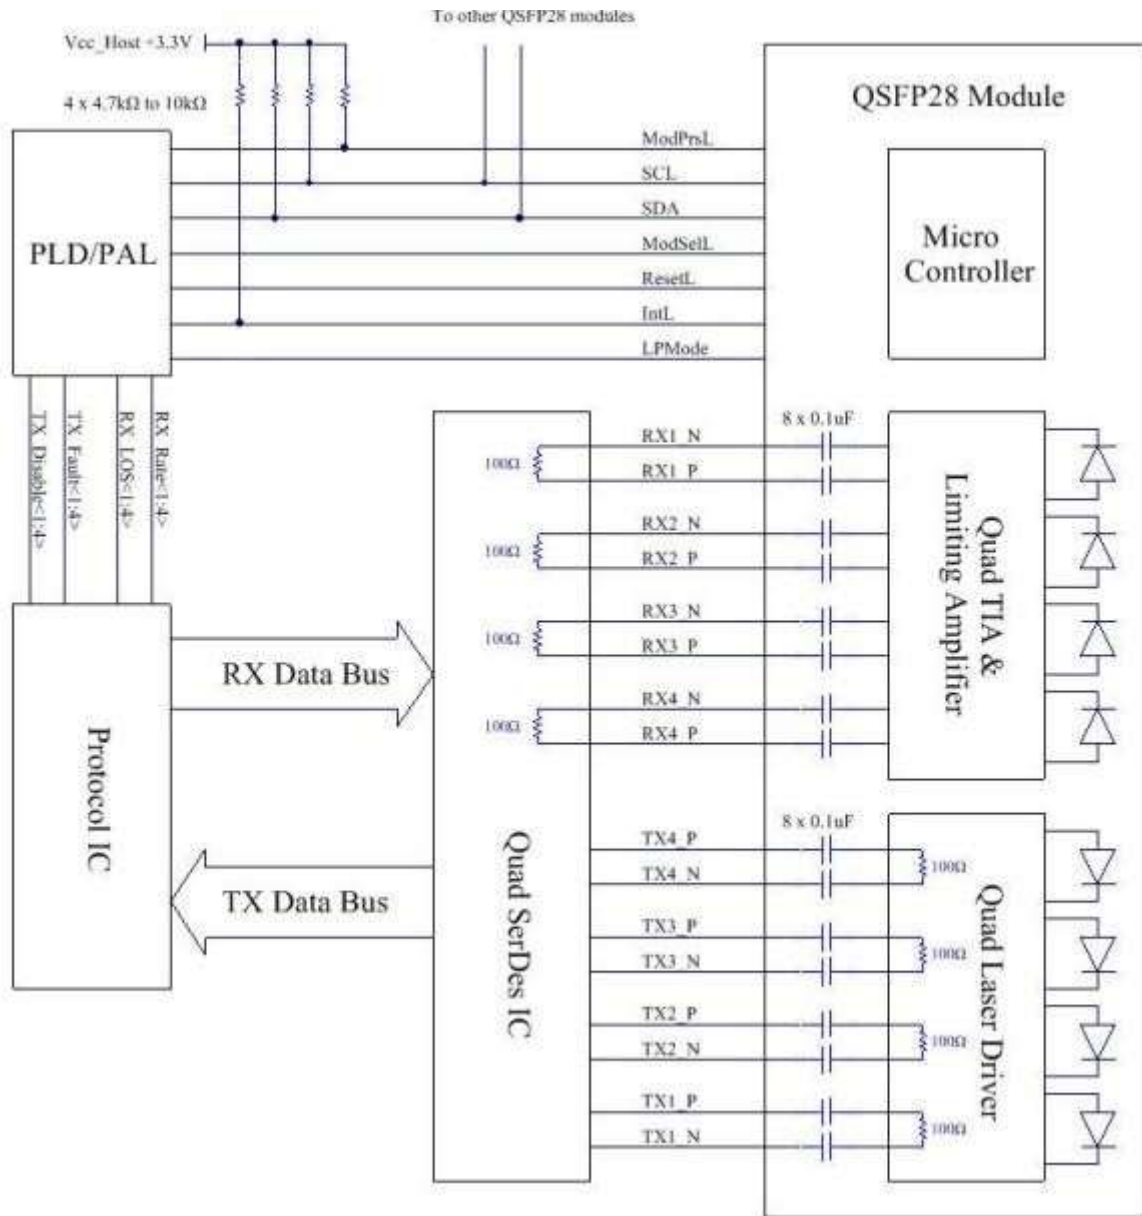 To other QSFP28 modules
Vcc_Host +3.3V
4 x 4.7kΩ to 10kΩ
QSFP28 Module
PLD/PAL
ModPrsL
SCL
SDA
ModSelL
ResetL
IntL
LPMode
Micro
Controller
TX Disable<1:4>
TX_Fault<1:4>
RX LOS<1:4>
RX Rate<1:4>
RX1_N
RX1_P
RX2_N
RX2_P
RX3_N
RX3_P
RX4_N
RX4_P
100Ω
100Ω
100Ω
100Ω
8 x 0.1uF
Quad TIA &
Limiting Amplifier
RX Data Bus
Protocol IC
TX Data Bus
Quad SerDes IC
TX4_P
TX4_N
TX3_P
TX3_N
TX2_P
TX2_N
TX1_P
TX1_N
8 x 0.1uF
100Ω
100Ω
100Ω
100Ω
Quad Laser Driver